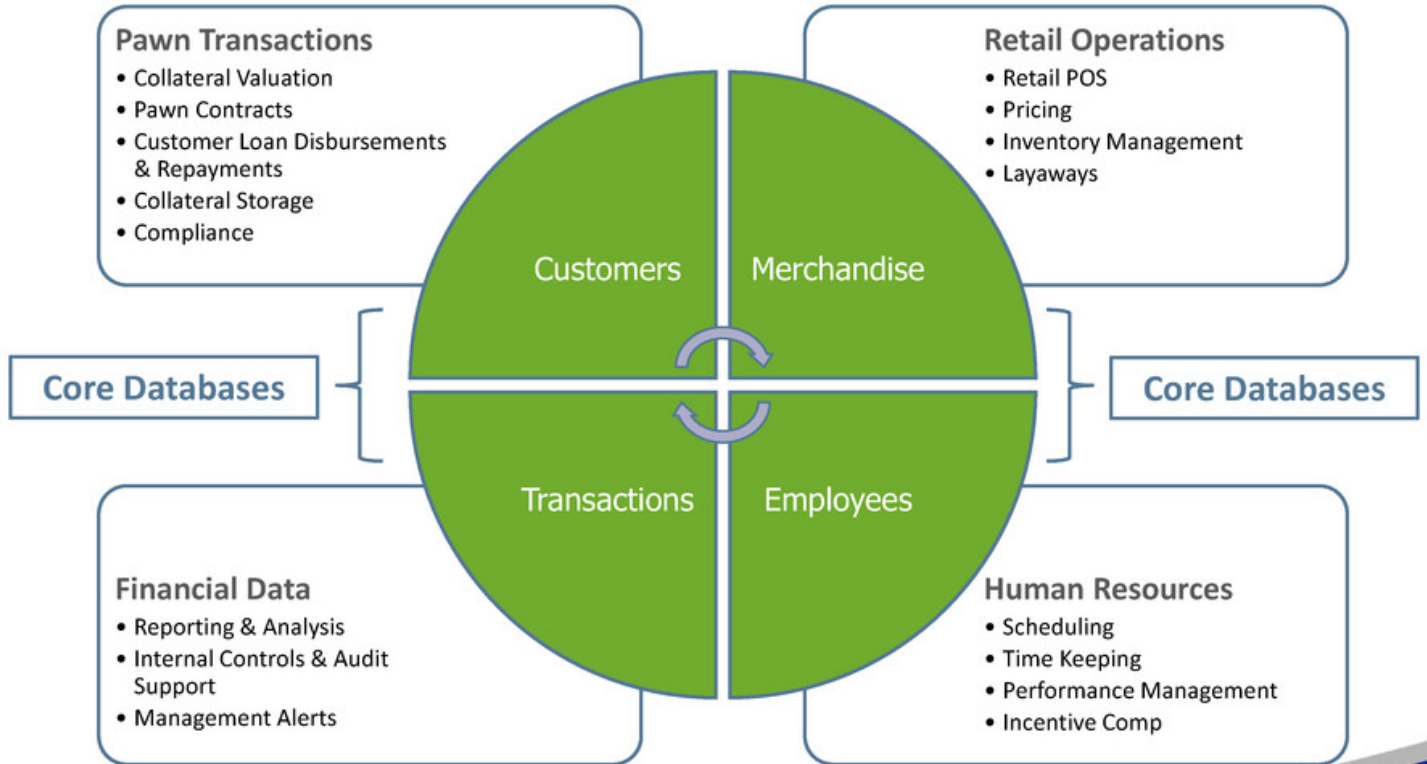 Pawn Transactions
• Collateral Valuation
• Pawn Contracts
• Customer Loan Disbursements
& Repayments
• Collateral Storage
• Compliance
Retail Operations
• Retail POS
• Pricing
• Inventory Management
• Layaways
Customers
Merchandise
Core Databases
Core Databases
Transactions
Employees
Financial Data
• Reporting & Analysis
• Internal Controls & Audit
Support
• Management Alerts
Human Resources
• Scheduling
• Time Keeping
• Performance Management
• Incentive Comp